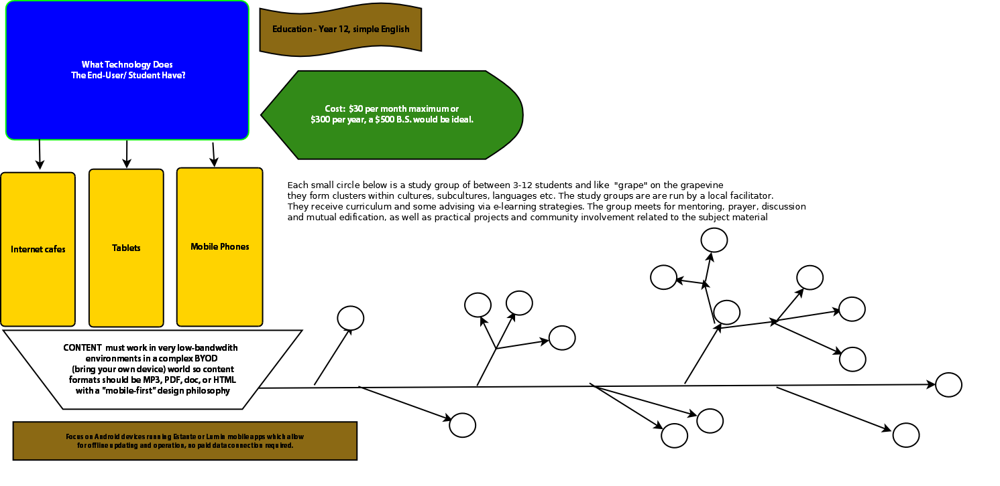 What Technology Does
The End-User/ Student Have?
Education - Year 12, simple English
Cost: $30 per month maximum or
$300 per year, a $500 B.S. would be ideal.
Each small circle below is a study group of between 3-12 students and like "grape" on the grapevine
they form clusters within cultures, subcultures, languages etc. The study groups are are run by a local facilitator.
They receive curriculum and some advising via e-learning strategies. The group meets for mentoring, prayer, discussion
and mutual edification, as well as practical projects and community involvement related to the subject material
Internet cafes
Tablets
Mobile Phones
CONTENT must work in very low-bandwdith
environments in a complex BYOD
(bring your own device) world so content
formats should be MP3, PDF, doc, or HTML
with a "mobile-first" design philosophy
Focus on Android devices running Estante or Lumin mobile apps which allow
for offline updating and operation, no paid data connection required.